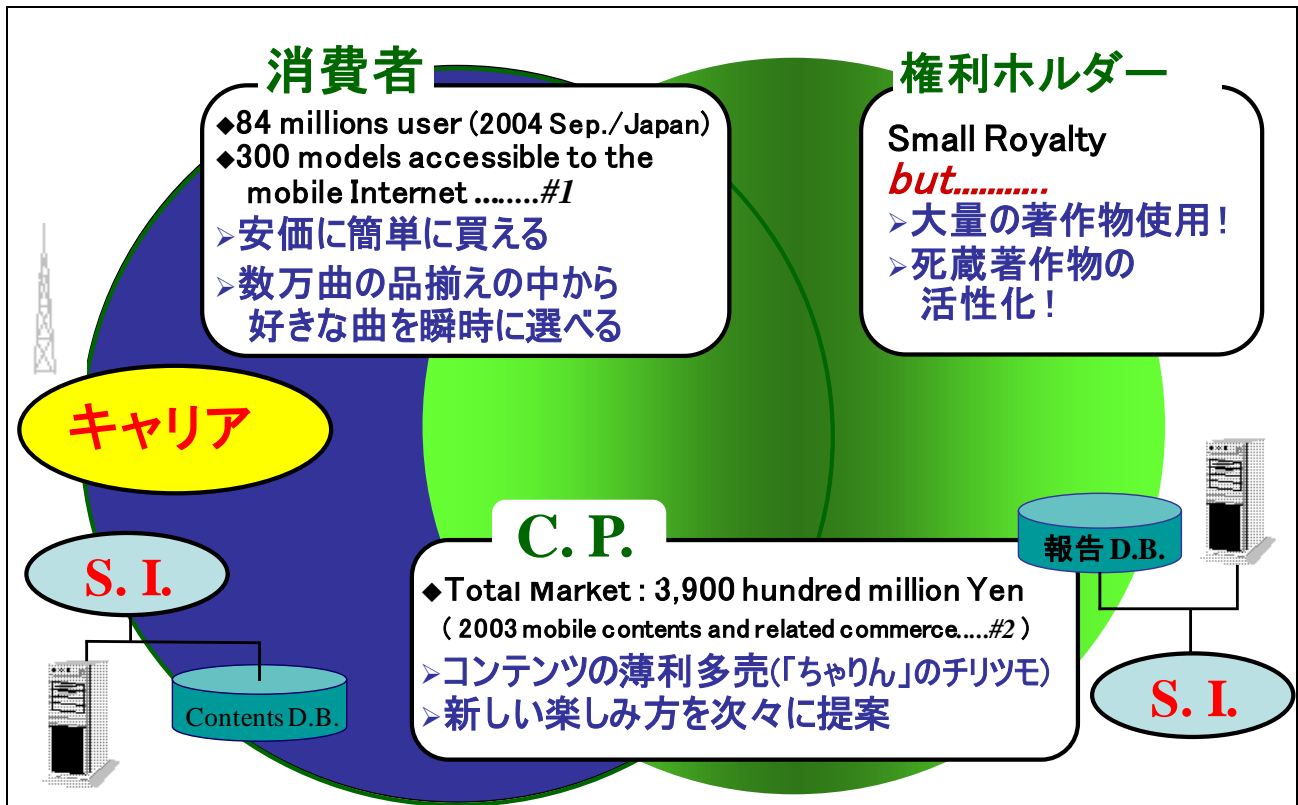 消費者
◆84 millions user (2004 Sep./Japan)
◆300 models accessible to the
mobile Internet ........#1
➢安価に簡単に買える
➢数万曲の品揃えの中から
好きな曲を瞬時に選べる
権利ホルダー
Small Royalty
but...........
➢大量の著作物使用!
➢死蔵著作物の
活性化!
キャリア
S. I.
Contents D.B.
C. P.
◆Total Market : 3,900 hundred million Yen
( 2003 mobile contents and related commerce.....#2 )
➢コンテンツの薄利多売(「ちゃりん」のチリツモ)
➢新しい楽しみ方を次々に提案
報告 D.B.
S. I.